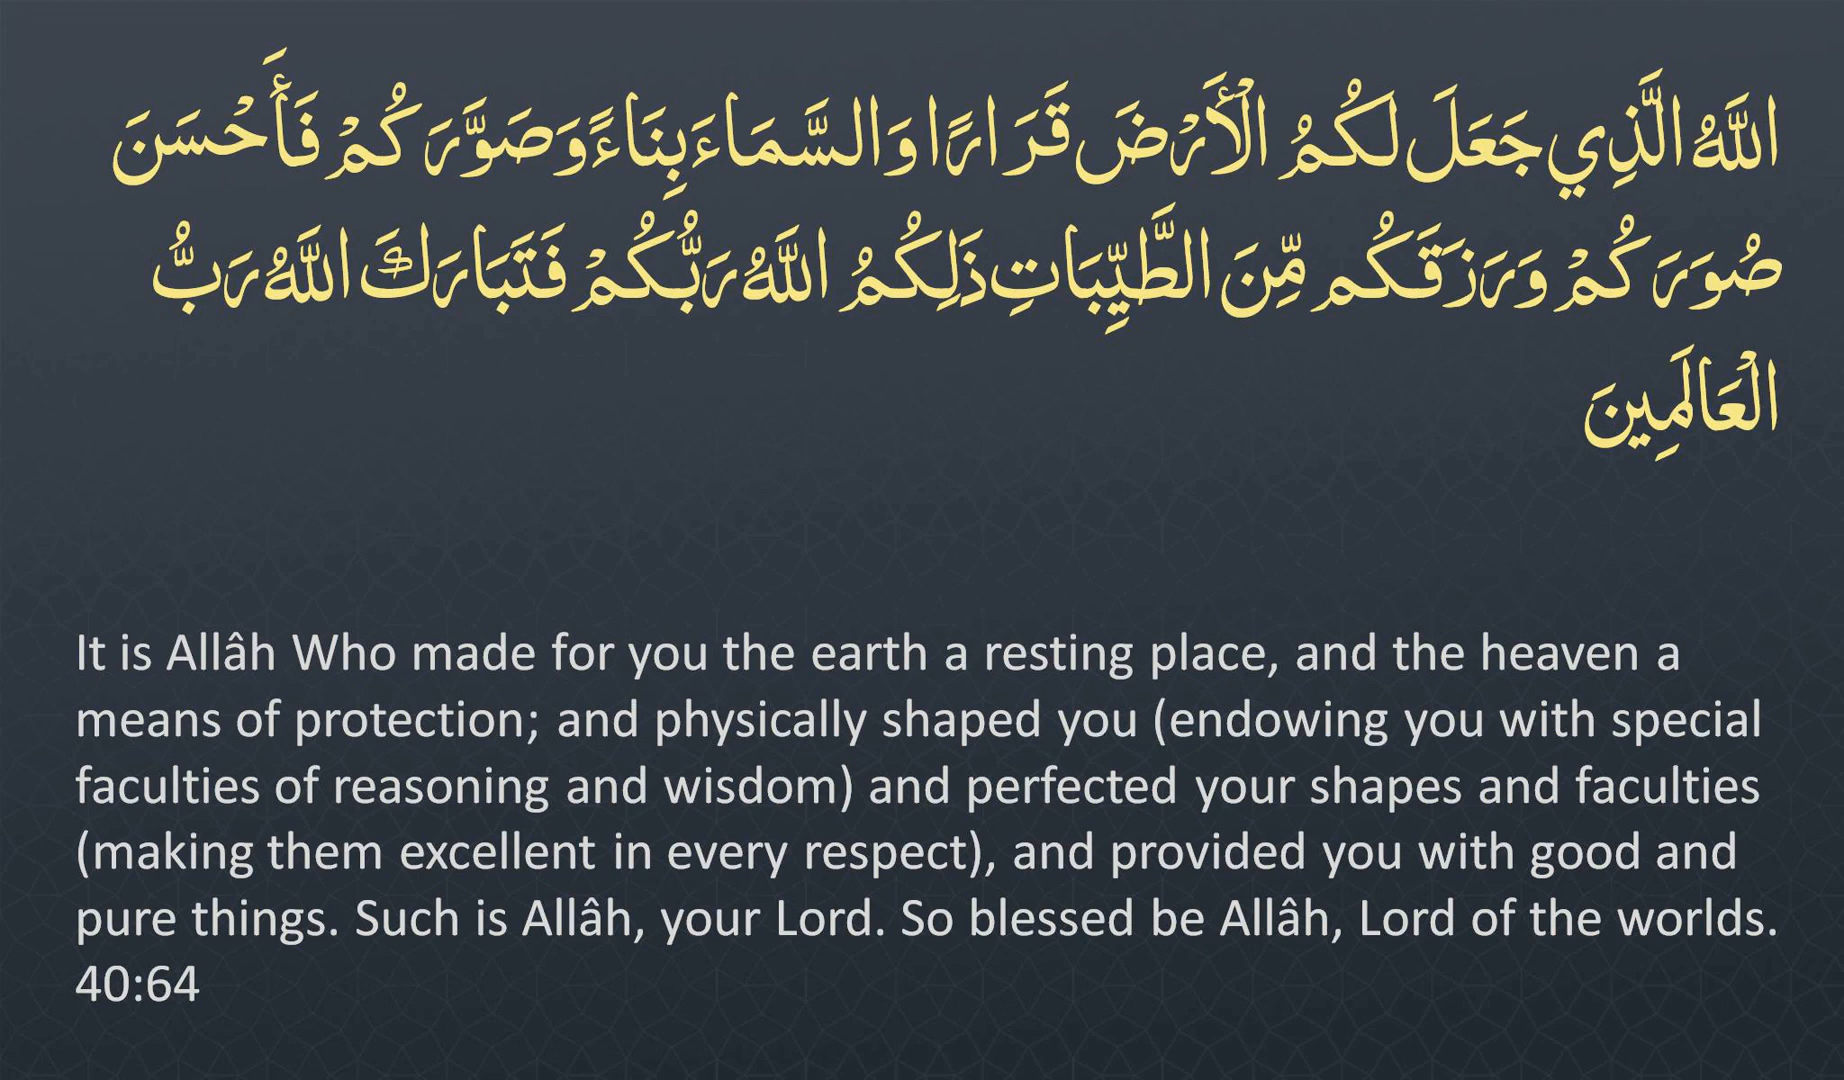 اللَّهُ الَّذِي جَعَلَ لَكُمُ الْأَرْضَ قَرَارًا وَالسَّمَاءَ بِنَاءً وَصَوَّرَكُمْ فَأَحْسَنَ
صُوَرَكُمْ وَرَزَقَكُم مِّنَ الطَّيِّبَاتِ ذَلِكُمُ اللَّهُ رَبُّكُمْ فَتَبَارَكَ اللَّهُ رَبُّ
الْعَالَمِينَ
It is Allâh Who made for you the earth a resting place, and the heaven a
means of protection; and physically shaped you (endowing you with special
faculties of reasoning and wisdom) and perfected your shapes and faculties
(making them excellent in every respect), and provided you with good and
pure things. Such is Allâh, your Lord. So blessed be Allâh, Lord of the worlds.
40:64